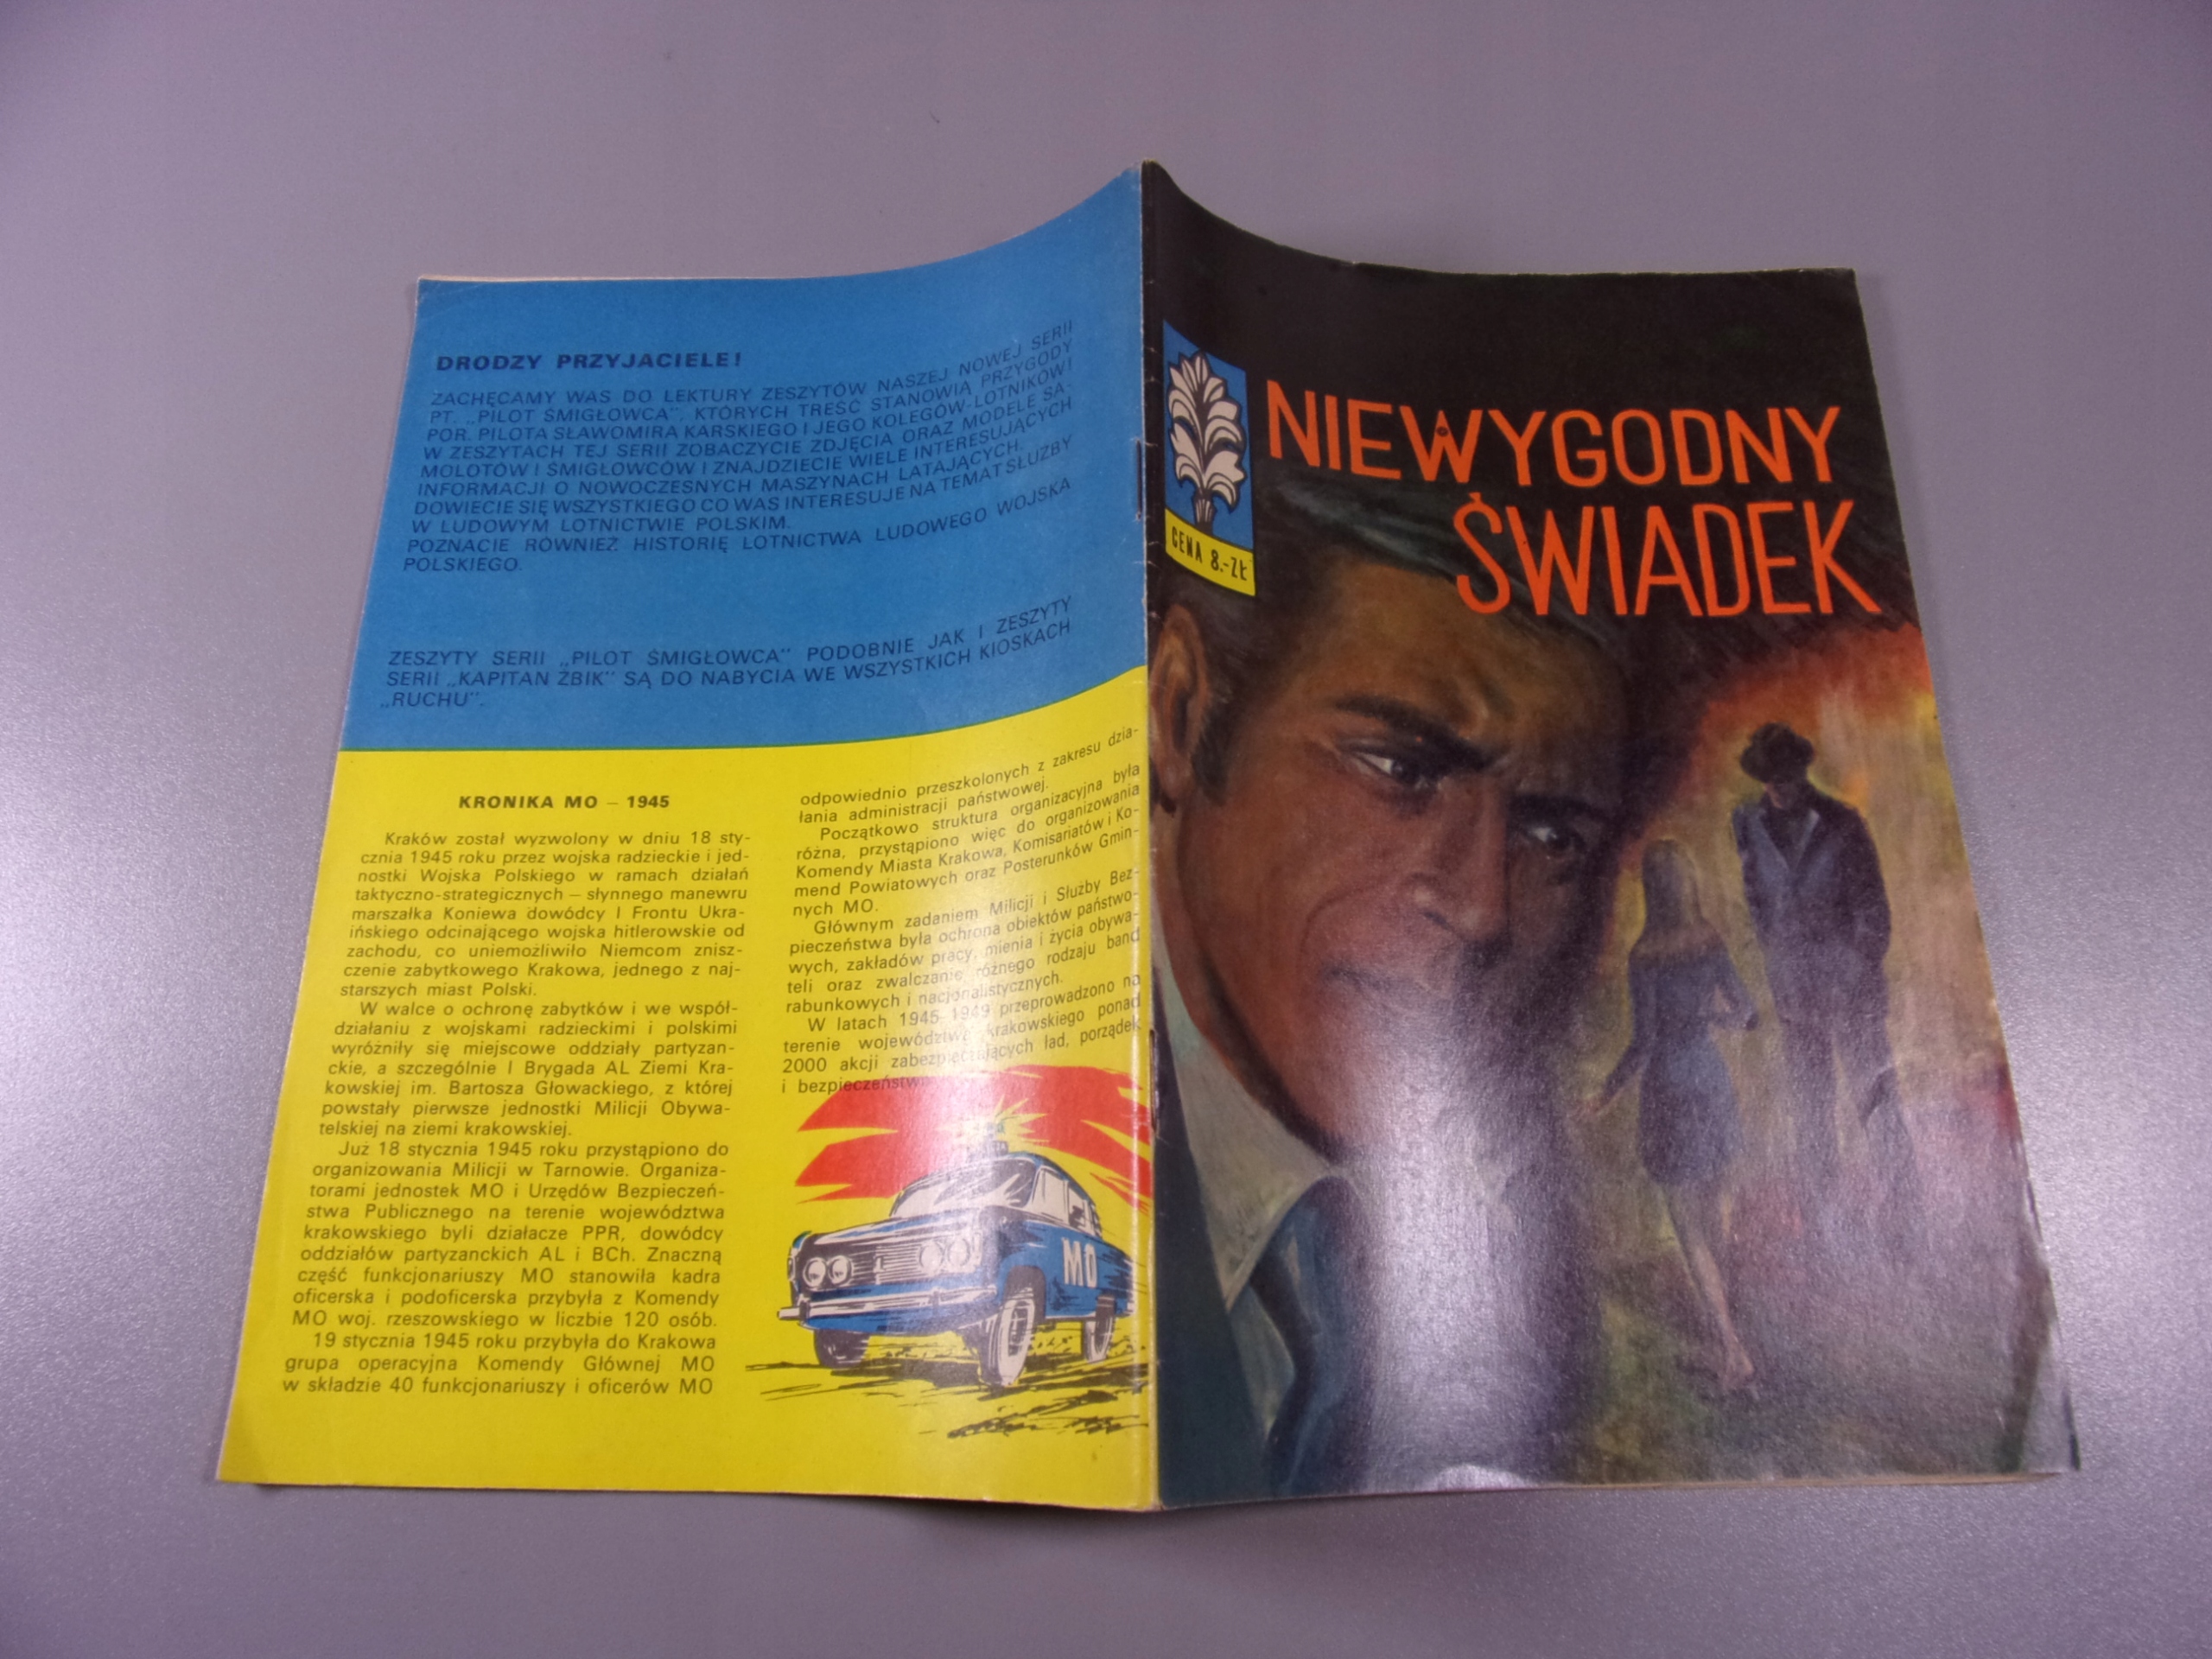 DRODZY PRZYJACIELE!
ZACHĘCAMY WAS DO LEKTURY ZESZYTÓW NASZEJ NOWEJ SERII
PT. „PILOT ŚMIGŁOWCA”, KTÓRYCH TREŚĆ STANOWIĄ PRZYGODY
POR. PILOTA SŁAWOMIRA KARSKIEGO I JEGO KOLEGÓW-LOTNIKÓW!
W ZESZYTACH TEJ SERII ZOBACZYCIE ZDJĘCIA ORAZ MODELE SA-
MOLOTÓW I ŚMIGŁOWCÓW I ZNAJDZIECIE WIELE INTERESUJĄCYCH
INFORMACJI O NOWOCZESNYCH MASZYNACH LATAJĄCYCH.
DOWIECIE SIĘ WSZYSTKIEGO CO WAS INTERESUJE NA TEMAT SŁUŻBY
W LUDOWYM LOTNICTWIE POLSKIM.
POZNACIE RÓWNIEŻ HISTORIĘ LOTNICTWA LUDOWEGO WOJSKA
POLSKIEGO.
ZESZYTY SERII „PILOT ŚMIGŁOWCA” PODOBNIE JAK I ZESZYTY
SERII „KAPITAN ŻBIK” SĄ DO NABYCIA WE WSZYSTKICH KIOSKACH
„RUCHU”.
KRONIKA MO – 1945
Kraków został wyzwolony w dniu 18 sty-
cznia 1945 roku przez wojska radzieckie i jed-
nostki Wojska Polskiego w ramach działań
taktyczno-strategicznych – słynnego manewru
marszałka Koniewa dowódcy I Frontu Ukra-
ińskiego odcinającego wojska hitlerowskie od
zachodu, co uniemożliwiło Niemcom znisz-
czenie zabytkowego Krakowa, jednego z naj-
starszych miast Polski.
W walce o ochronę zabytków i we współ-
działaniu z wojskami radzieckimi i polskimi
wyróżniły się miejscowe oddziały partyzan-
ckie, a szczególnie I Brygada AL Ziemi Kra-
kowskiej im. Bartosza Głowackiego, z której
powstały pierwsze jednostki Milicji Obywa-
telskiej na ziemi krakowskiej.
Już 18 stycznia 1945 roku przystąpiono do
organizowania Milicji w Tarnowie. Organiza-
torami jednostek MO i Urzędów Bezpieczeń-
stwa Publicznego na terenie województwa
krakowskiego byli działacze PPR, dowódcy
oddziałów partyzanckich AL i BCh. Znaczną
część funkcjonariuszy MO stanowiła kadra
oficerska i podoficerska przybyła z Komendy
MO woj. rzeszowskiego w liczbie 120 osób.
19 stycznia 1945 roku przybyła do Krakowa
grupa operacyjna Komendy Głównej MO
w składzie 40 funkcjonariuszy i oficerów MO
odpowiednio przeszkolonych z zakresu dzia-
łania administracji państwowej.
Początkowo struktura organizacyjna była
różna, przystąpiono więc do organizowania
Komendy Miasta Krakowa, Komisariatów i Ko-
mend Powiatowych oraz Posterunków Gmin-
nych MO.
Głównym zadaniem Milicji i Służby Bez-
pieczeństwa była ochrona obiektów państwo-
wych, zakładów pracy, mienia i życia obywa-
teli oraz zwalczanie różnego rodzaju band
rabunkowych i nacjonalistycznych.
W latach 1945-1949 przeprowadzono na
terenie województwa krakowskiego ponad
2000 akcji zabezpieczających ład, porządek
i bezpieczeństwo
MO
CENA 8.-ZŁ
NIEWYGODNY
ŚWIADEK